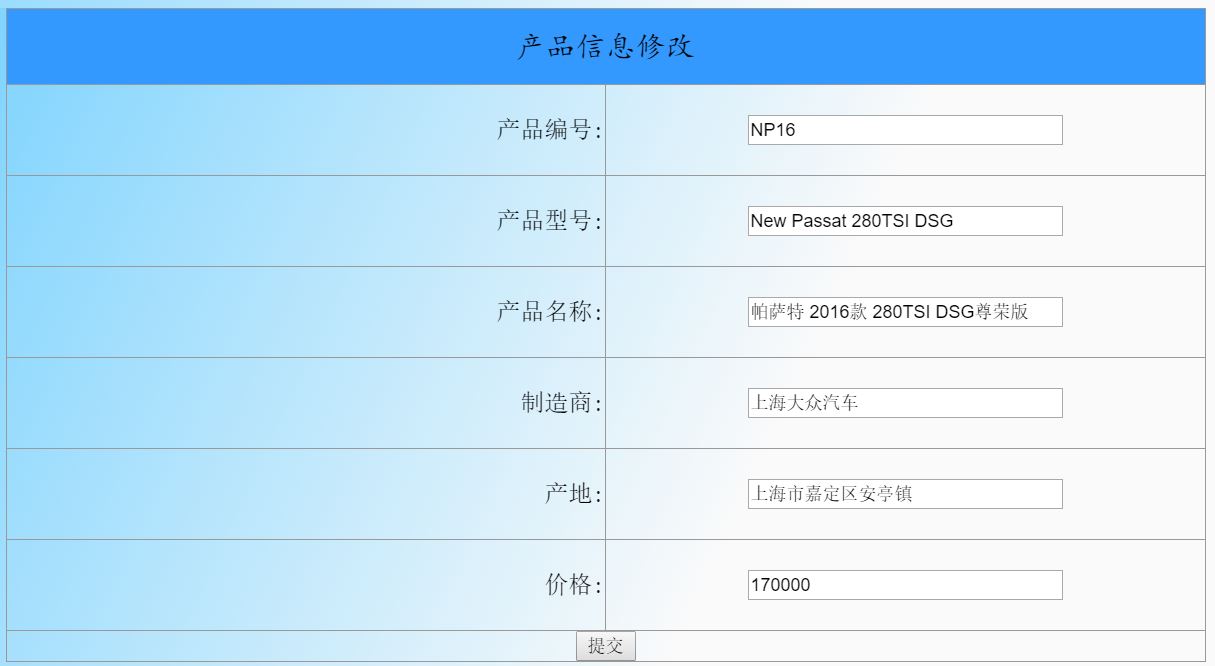 产品信息修改
产品编号: NP16
产品型号: New Passat 280TSI DSG
产品名称: 帕萨特 2016款 280TSI DSG尊荣版
制造商: 上海大众汽车
产地: 上海市嘉定区安亭镇
价格: 170000
提交